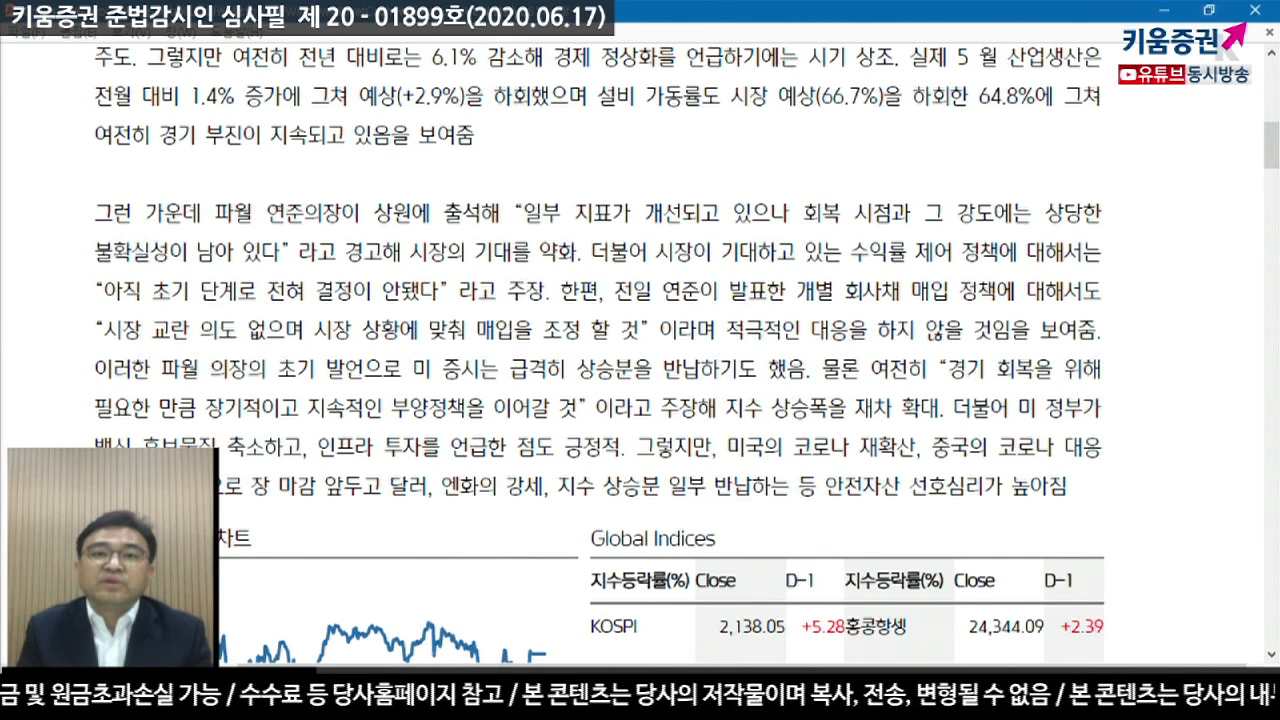 키움증권 준법감시인 심사필 제 20 - 01899호(2020.06.17)
키움증권
유튜브동시방송
주도. 그렇지만 여전히 전년 대비로는 6.1% 감소해 경제 정상화를 언급하기에는 시기 상조. 실제 5 월 산업생산은
전월 대비 1.4% 증가에 그쳐 예상(+2.9%)을 하회했으며 설비 가동률도 시장 예상(66.7%)을 하회한 64.8%에 그쳐
여전히 경기 부진이 지속되고 있음을 보여줌
그런 가운데 파월 연준의장이 상원에 출석해 “일부 지표가 개선되고 있으나 회복 시점과 그 강도에는 상당한
불확실성이 남아 있다” 라고 경고해 시장의 기대를 약화. 더불어 시장이 기대하고 있는 수익률 제어 정책에 대해서는
“아직 초기 단계로 전혀 결정이 안됐다” 라고 주장. 한편, 전일 연준이 발표한 개별 회사채 매입 정책에 대해서도
“시장 교란 의도 없으며 시장 상황에 맞춰 매입을 조정 할 것” 이라며 적극적인 대응을 하지 않을 것임을 보여줌.
이러한 파월 의장의 초기 발언으로 미 증시는 급격히 상승분을 반납하기도 했음. 물론 여전히 “경기 회복을 위해
필요한 만큼 장기적이고 지속적인 부양정책을 이어갈 것” 이라고 주장해 지수 상승폭을 재차 확대. 더불어 미 정부가
백신 후보물질 축소하고, 인프라 투자를 언급한 점도 긍정적. 그렇지만, 미국의 코로나 재확산, 중국의 코로나 대응
로 장 마감 앞두고 달러, 엔화의 강세, 지수 상승분 일부 반납하는 등 안전자산 선호심리가 높아짐
차트
Global Indices
지수등락률(%) Close D-1 지수등락률(%) Close D-1
KOSPI 2,138.05 +5.28 홍콩항셍 24,344.09 +2.39
금 및 원금초과손실 가능 / 수수료 등 당사홈페이지 참고 / 본 콘텐츠는 당사의 저작물이며 복사, 전송, 변형될 수 없음 / 본 콘텐츠는 당사의 내부